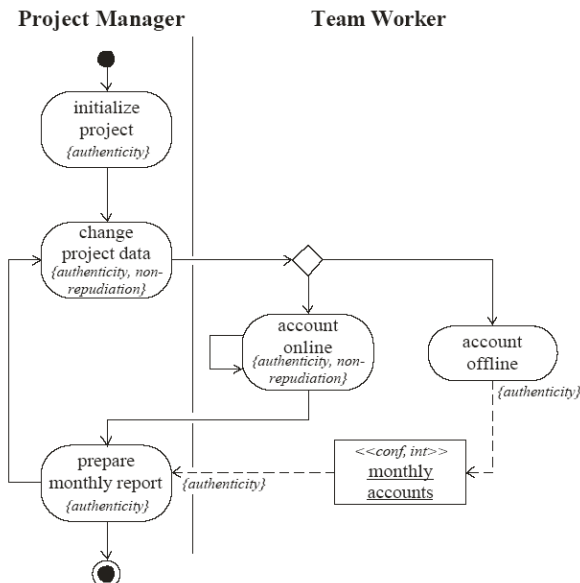 Project Manager
Team Worker
initialize
project
{authenticity}
change
project data
{authenticity, non-
repudiation}
account
online
{authenticity, non-
repudiation}
account
offline
{authenticity}
<<conf, int>>
monthly
accounts
{authenticity}
prepare
monthly report
{authenticity}